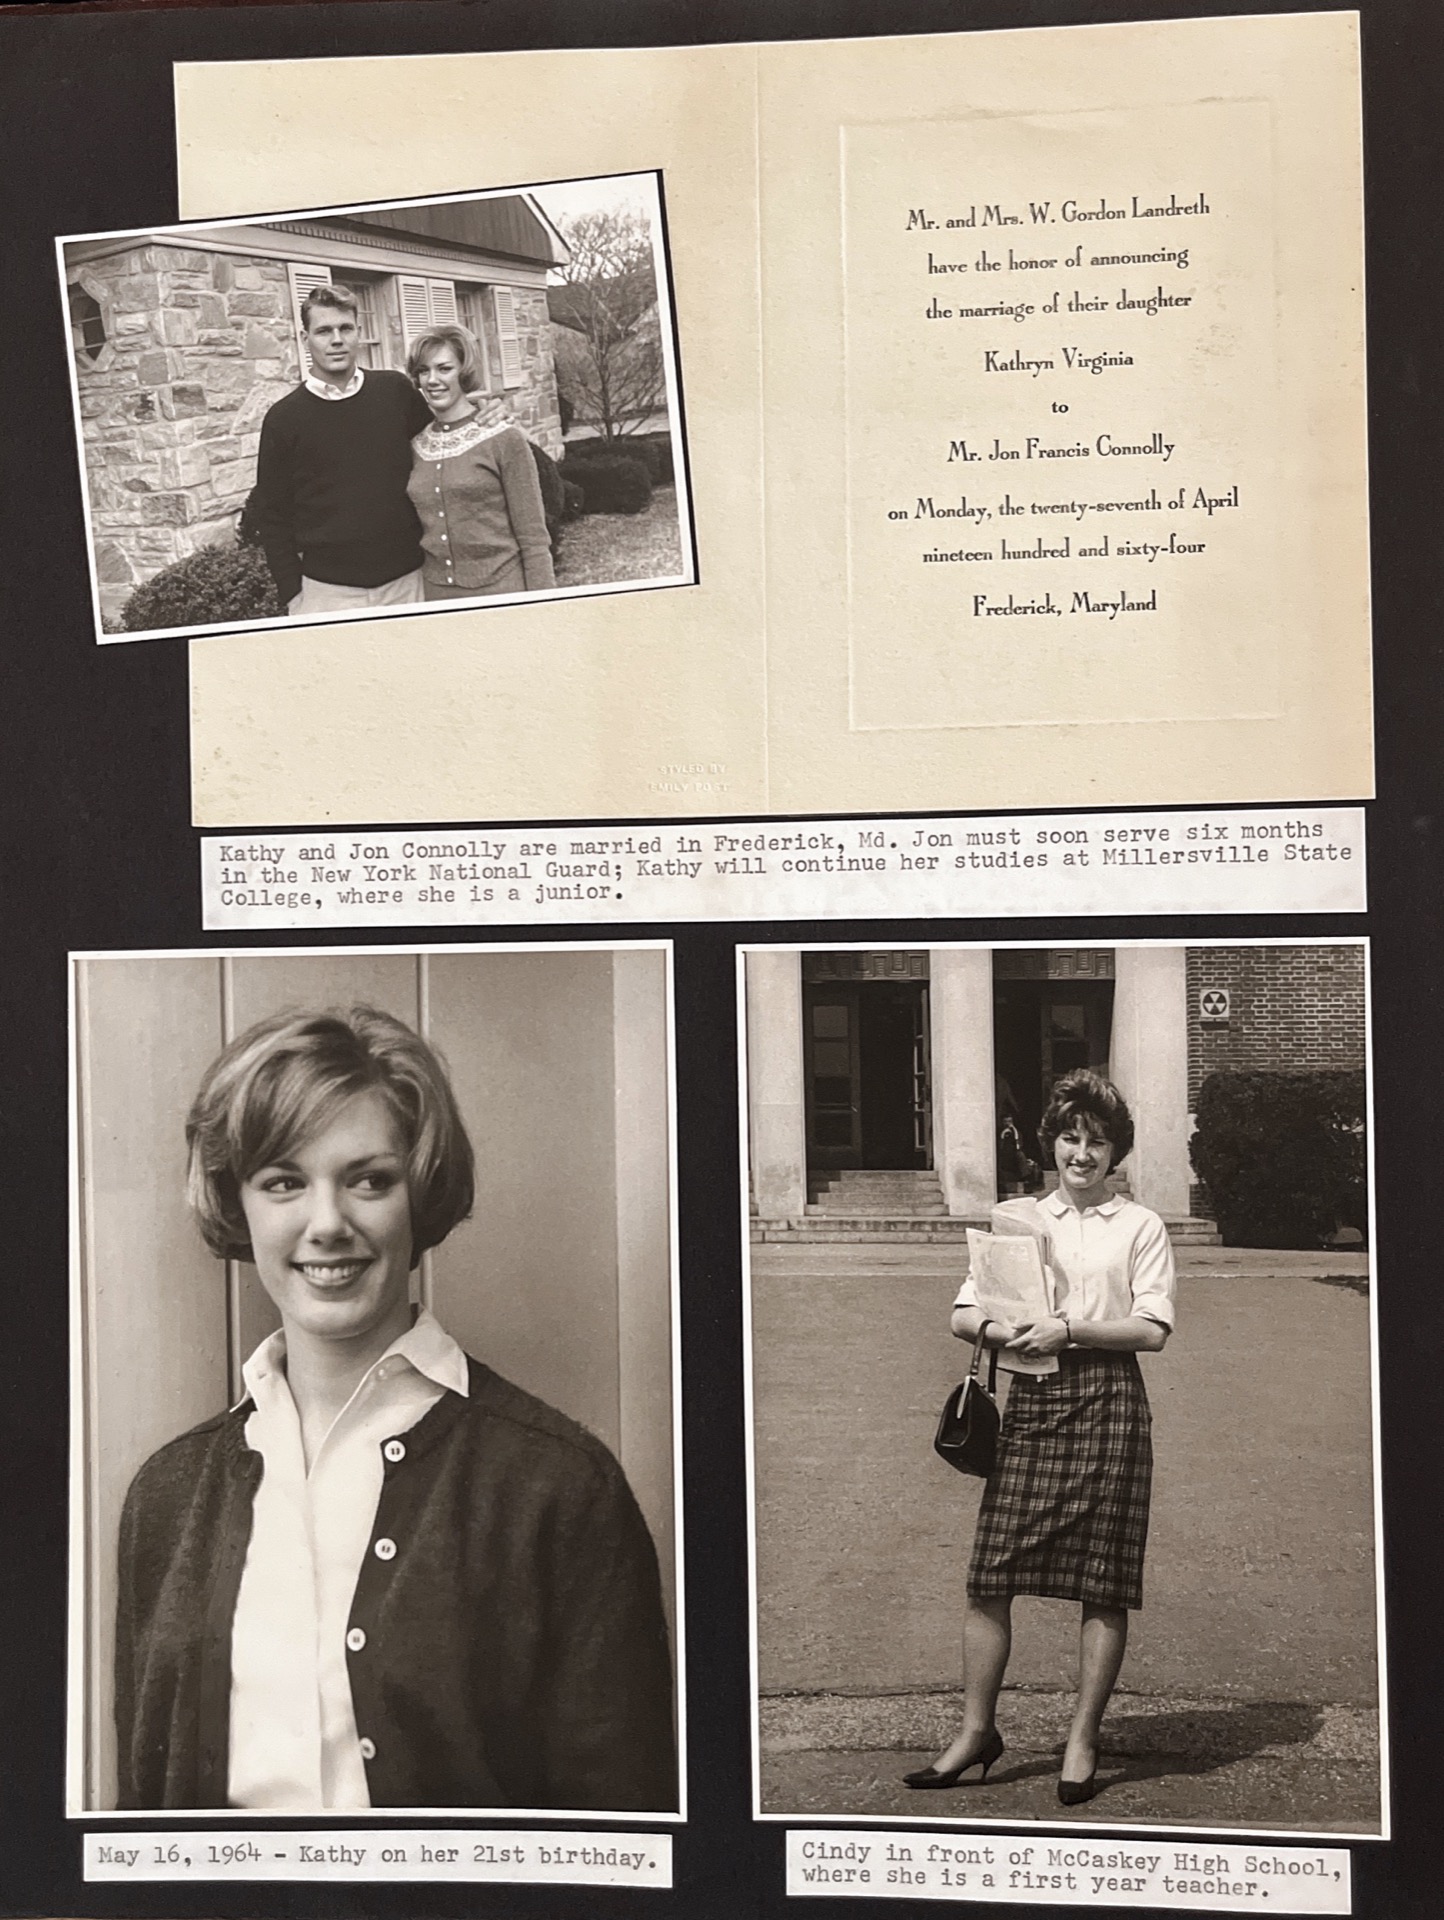 Mr. and Mrs. W. Gordon Landreth
have the honor of announcing
the marriage of their daughter
Kathryn Virginia
to
Mr. Jon Francis Connolly
on Monday, the twenty-seventh of April
nineteen hundred and sixty-four
Frederick, Maryland
STYLED BY
EMILY POST
Kathy and Jon Connolly are married in Frederick, Md. Jon must soon serve six months
in the New York National Guard; Kathy will continue her studies at Millersville State
College, where she is a junior.
May 16, 1964 - Kathy on her 21st birthday.
Cindy in front of McCaskey High School,
where she is a first year teacher.